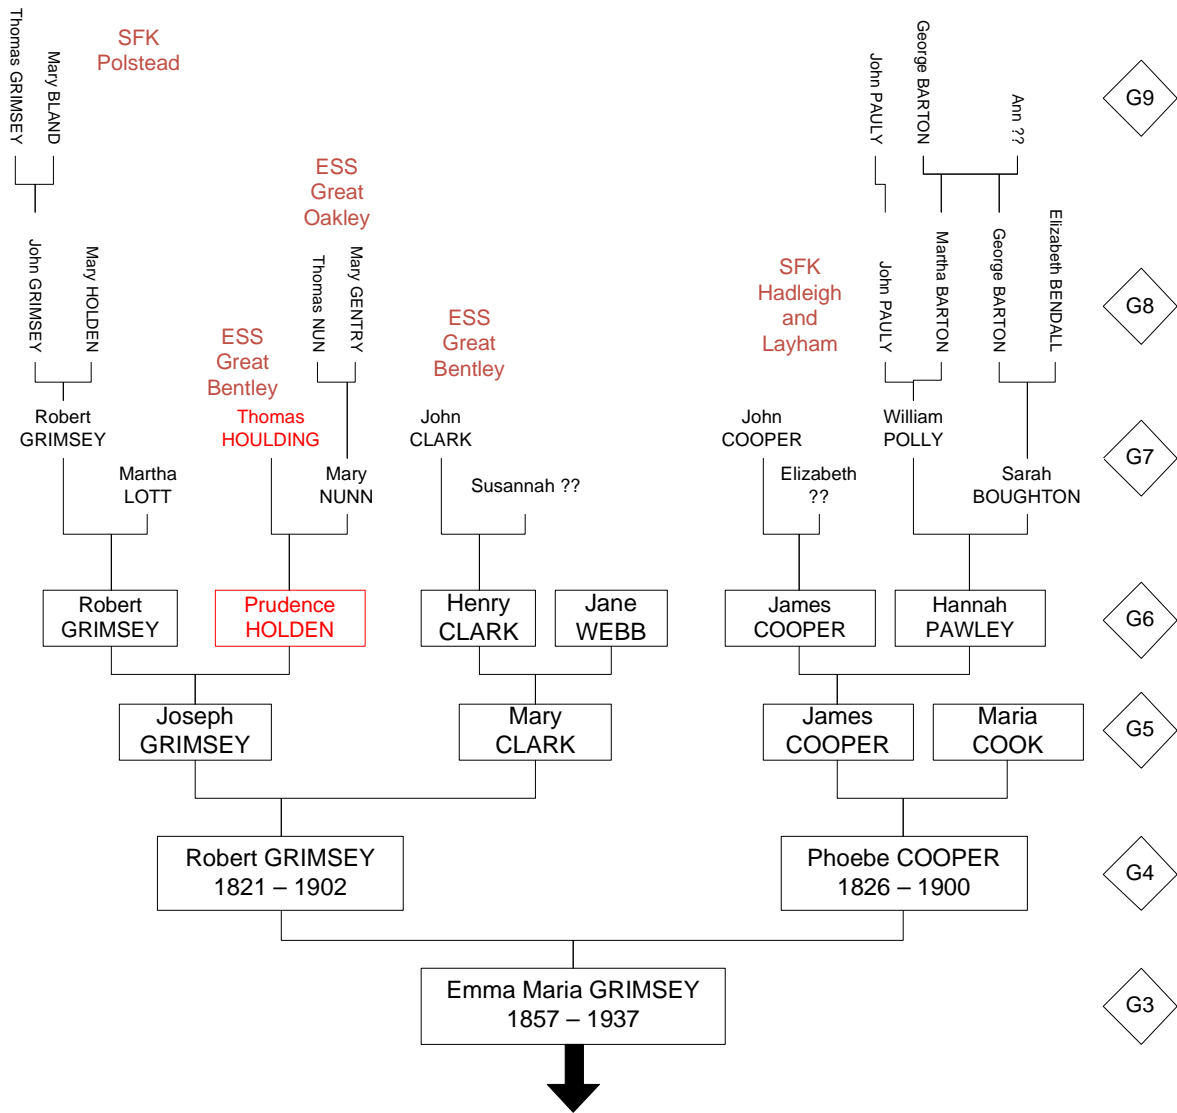 Thomas GRIMSEY
Mary BLAND
SFK
Polstead
John PAULY
George BARTON
Ann ??
G9
John GRIMSEY
Mary HOLDEN
ESS
Great
Oakley
Thomas NUN
Mary GENTRY
SFK
Hadleigh
and
Layham
John PAULY
Martha BARTON
George BARTON
Elizabeth BENDALL
G8
ESS
Great
Bentley
ESS
Great
Bentley
Robert
GRIMSEY
Martha
LOTT
Thomas
HOULDING
Mary
NUNN
John
CLARK
Susannah ??
John
COOPER
Elizabeth
??
William
POLLY
Sarah
BOUGHTON
G7
Robert
GRIMSEY
Prudence
HOLDEN
Henry
CLARK
Jane
WEBB
James
COOPER
Hannah
PAWLEY
G6
Joseph
GRIMSEY
Mary
CLARK
James
COOPER
Maria
COOK
G5
Robert GRIMSEY
1821 – 1902
Phoebe COOPER
1826 – 1900
G4
Emma Maria GRIMSEY
1857 – 1937
G3